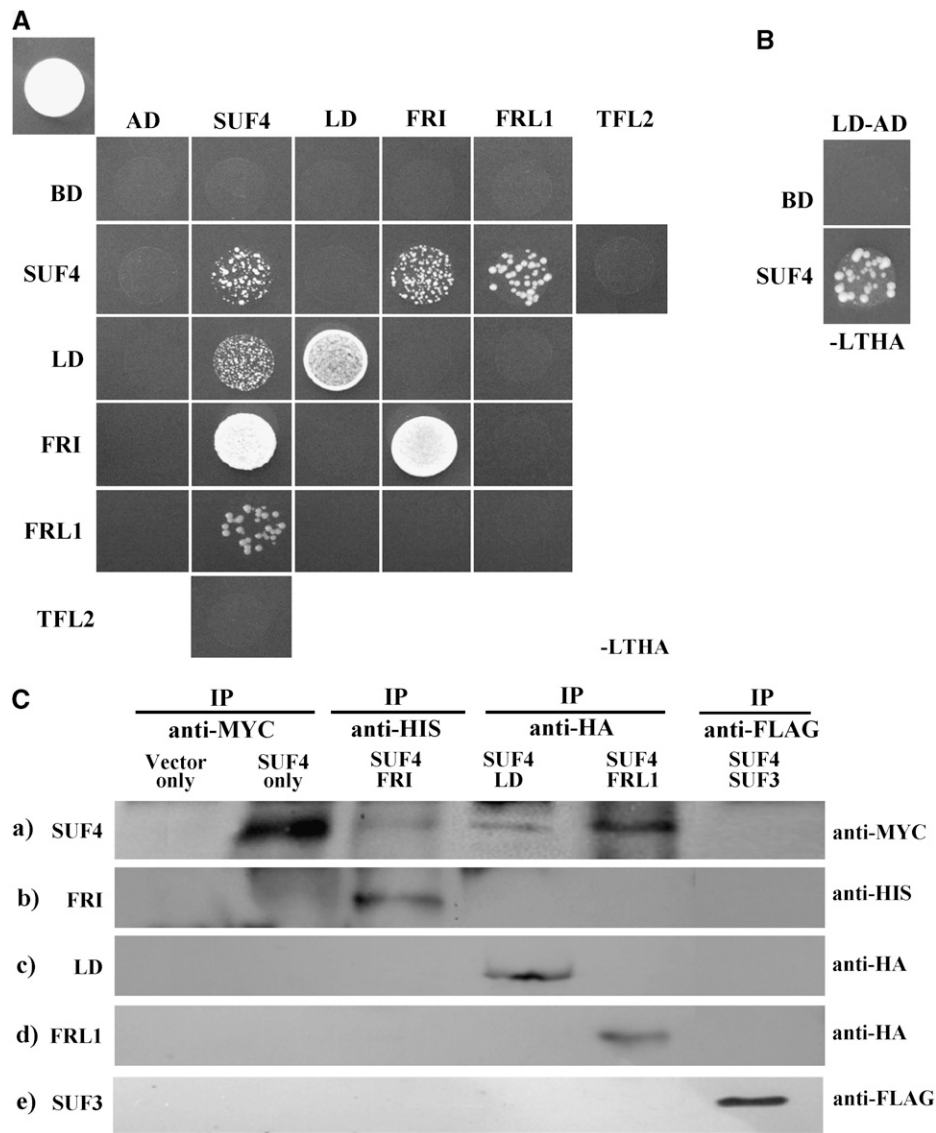 A
B
AD SUF4 LD FRI FRL1 TFL2
LD-AD
BD
BD
SUF4
SUF4
-LTHA
LD
FRI
FRL1
TFL2
-LTHA
C
IP IP IP IP
anti-MYC anti-HIS anti-HA anti-FLAG
Vector SUF4 SUF4 SUF4 SUF4 SUF4
only only FRI LD FRL1 SUF3
a) SUF4 anti-MYC
b) FRI anti-HIS
c) LD anti-HA
d) FRL1 anti-HA
e) SUF3 anti-FLAG